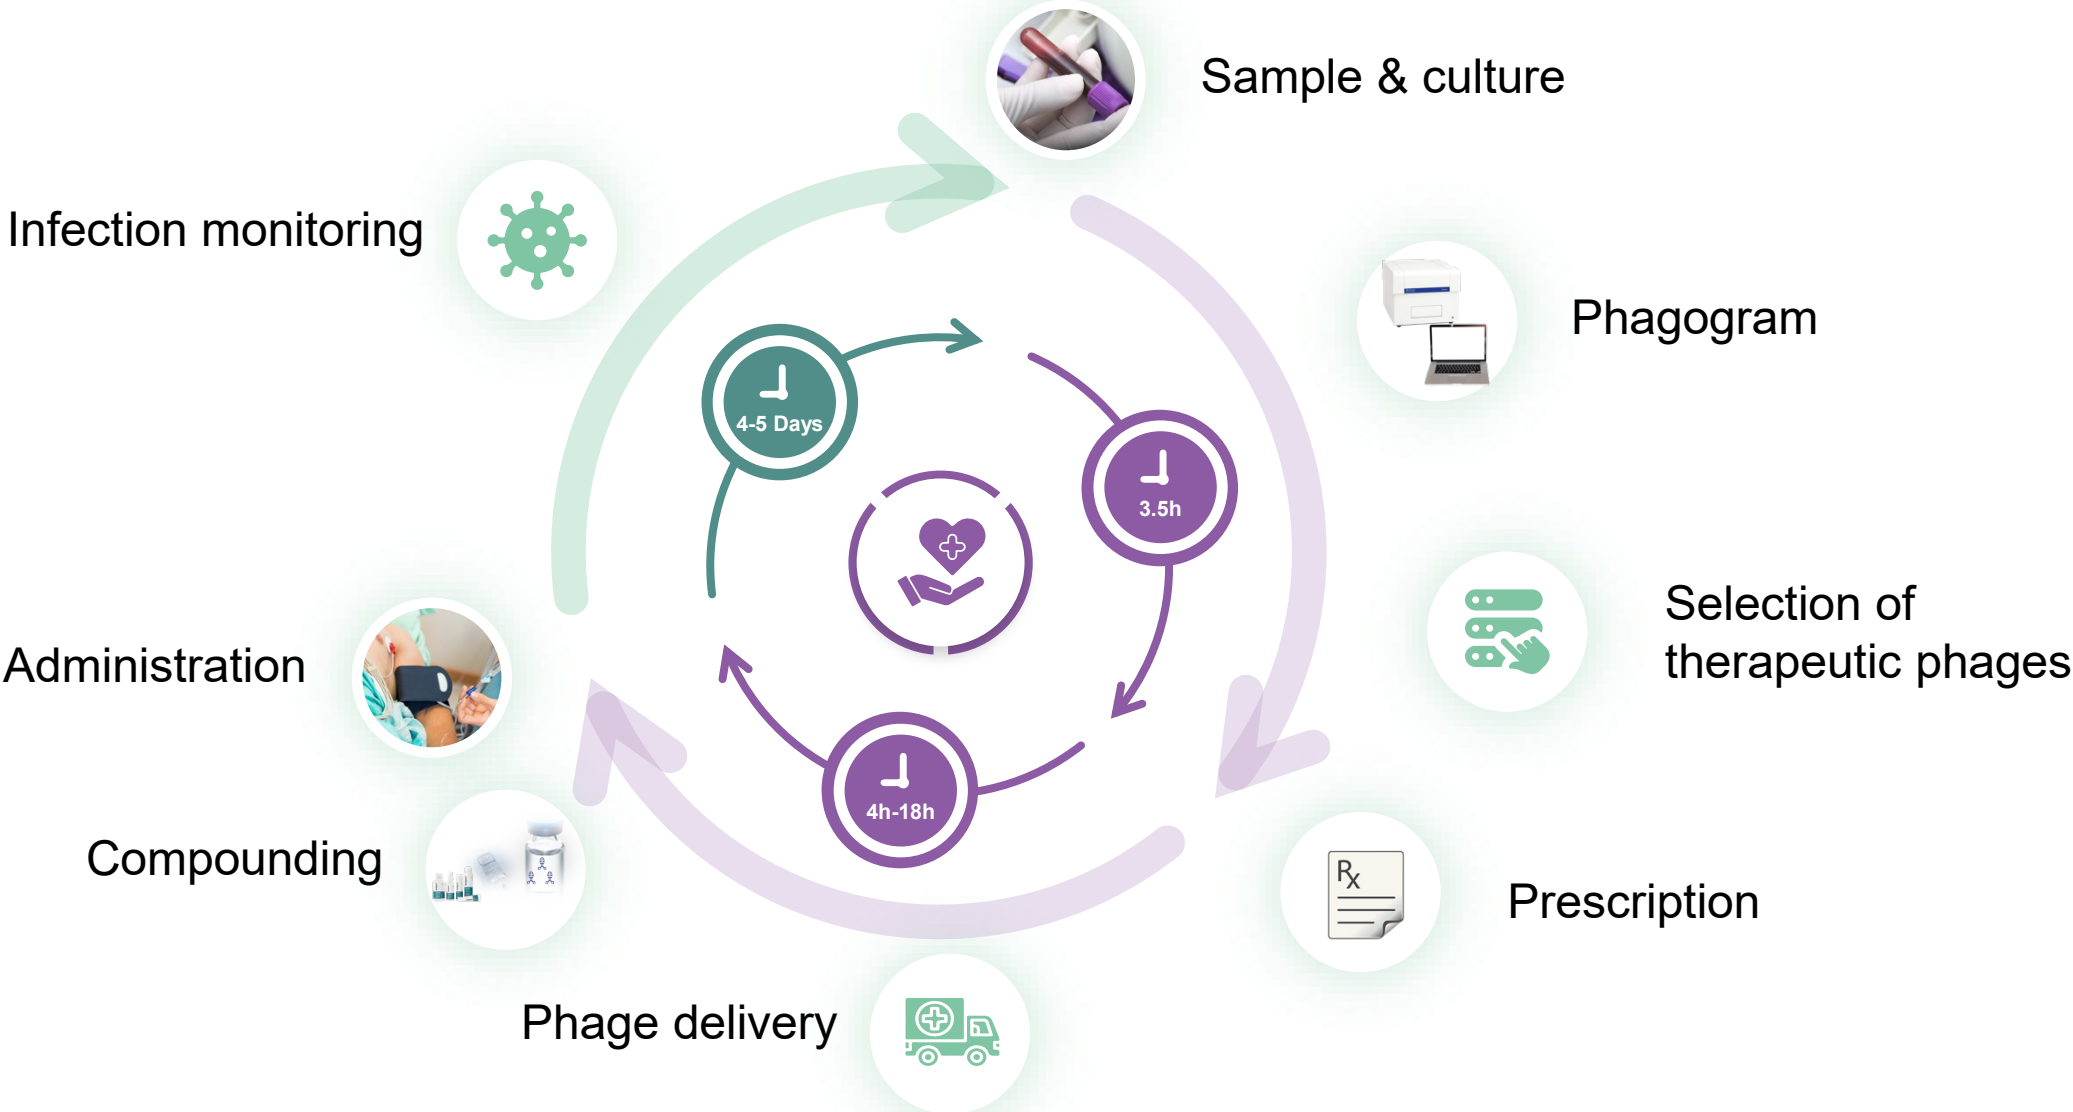 Sample & culture
Infection monitoring
Phagogram
4-5 Days
3.5h
Selection of
therapeutic phages
Administration
4h-18h
Compounding
Rx
Prescription
Phage delivery